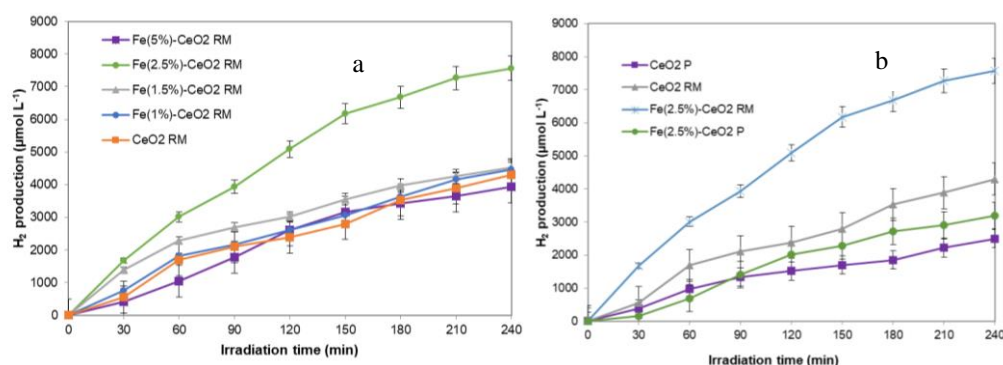 9000
8000
7000
6000
5000
4000
3000
2000
1000
0
H₂ production (µmol L⁻¹)
Fe(5%)-CeO2 RM
Fe(2.5%)-CeO2 RM
Fe(1.5%)-CeO2 RM
Fe(1%)-CeO2 RM
CeO2 RM
a
0 30 60 90 120 150 180 210 240
Irradiation time (min)
9000
8000
7000
6000
5000
4000
3000
2000
1000
0
H₂ production (µmol L⁻¹)
CeO2 P
CeO2 RM
Fe(2.5%)-CeO2 RM
Fe(2.5%)-CeO2 P
b
0 30 60 90 120 150 180 210 240
Irradiation time (min)